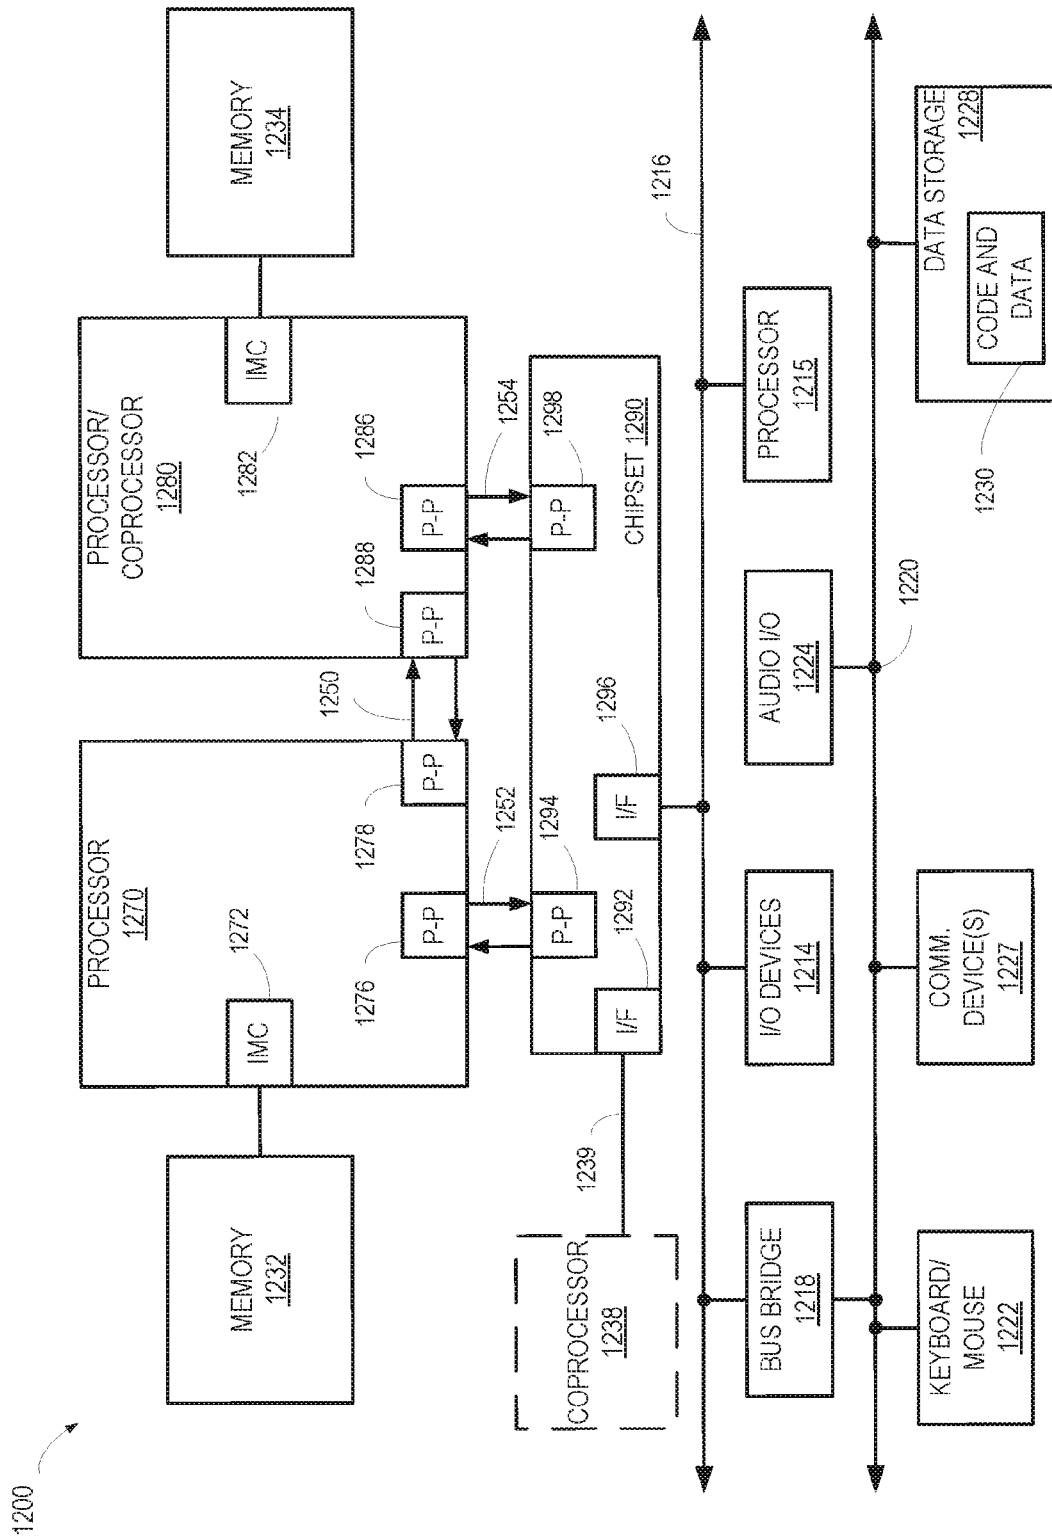 1200
MEMORY
1232
PROCESSOR
1270
IMC
1272
1276
P-P
1278
P-P
1250
PROCESSOR/
COPROCESSOR
1280
1288
P-P
1286
P-P
1282
IMC
MEMORY
1234
1252
1254
COPROCESSOR
1238
1239
I/F
1292
P-P
1294
I/F
1296
CHIPSET 1290
P-P
1298
1216
BUS BRIDGE
1218
I/O DEVICES
1214
AUDIO I/O
1224
PROCESSOR
1215
1220
KEYBOARD/
MOUSE
1222
COMM.
DEVICE(S)
1227
DATA STORAGE
1228
CODE AND
DATA
1230